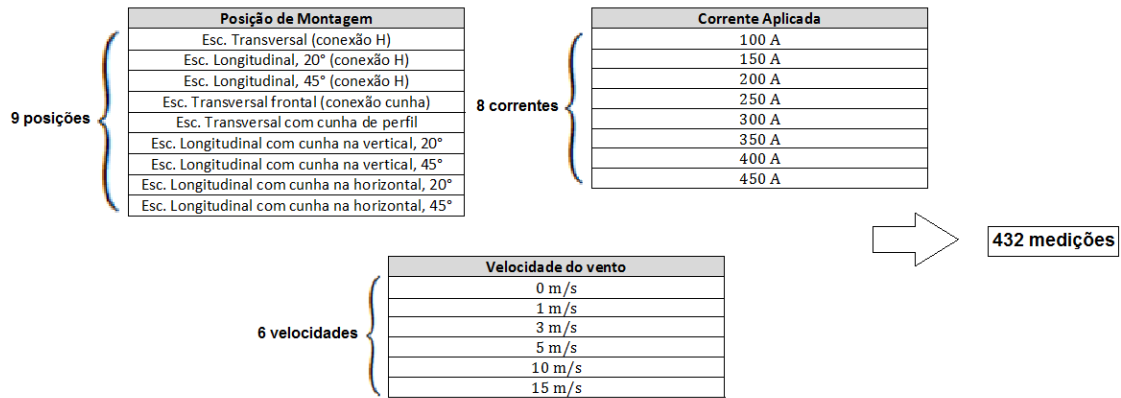 Posição de Montagem
Esc. Transversal (conexão H)
Esc. Longitudinal, 20° (conexão H)
Esc. Longitudinal, 45° (conexão H)
Esc. Transversal frontal (conexão cunha)
Esc. Transversal com cunha de perfil
Esc. Longitudinal com cunha na vertical, 20°
Esc. Longitudinal com cunha na vertical, 45°
Esc. Longitudinal com cunha na horizontal, 20°
Esc. Longitudinal com cunha na horizontal, 45°
9 posições
Corrente Aplicada
100 A
150 A
200 A
250 A
300 A
350 A
400 A
450 A
8 correntes
432 medições
Velocidade do vento
0 m/s
1 m/s
3 m/s
5 m/s
10 m/s
15 m/s
6 velocidades